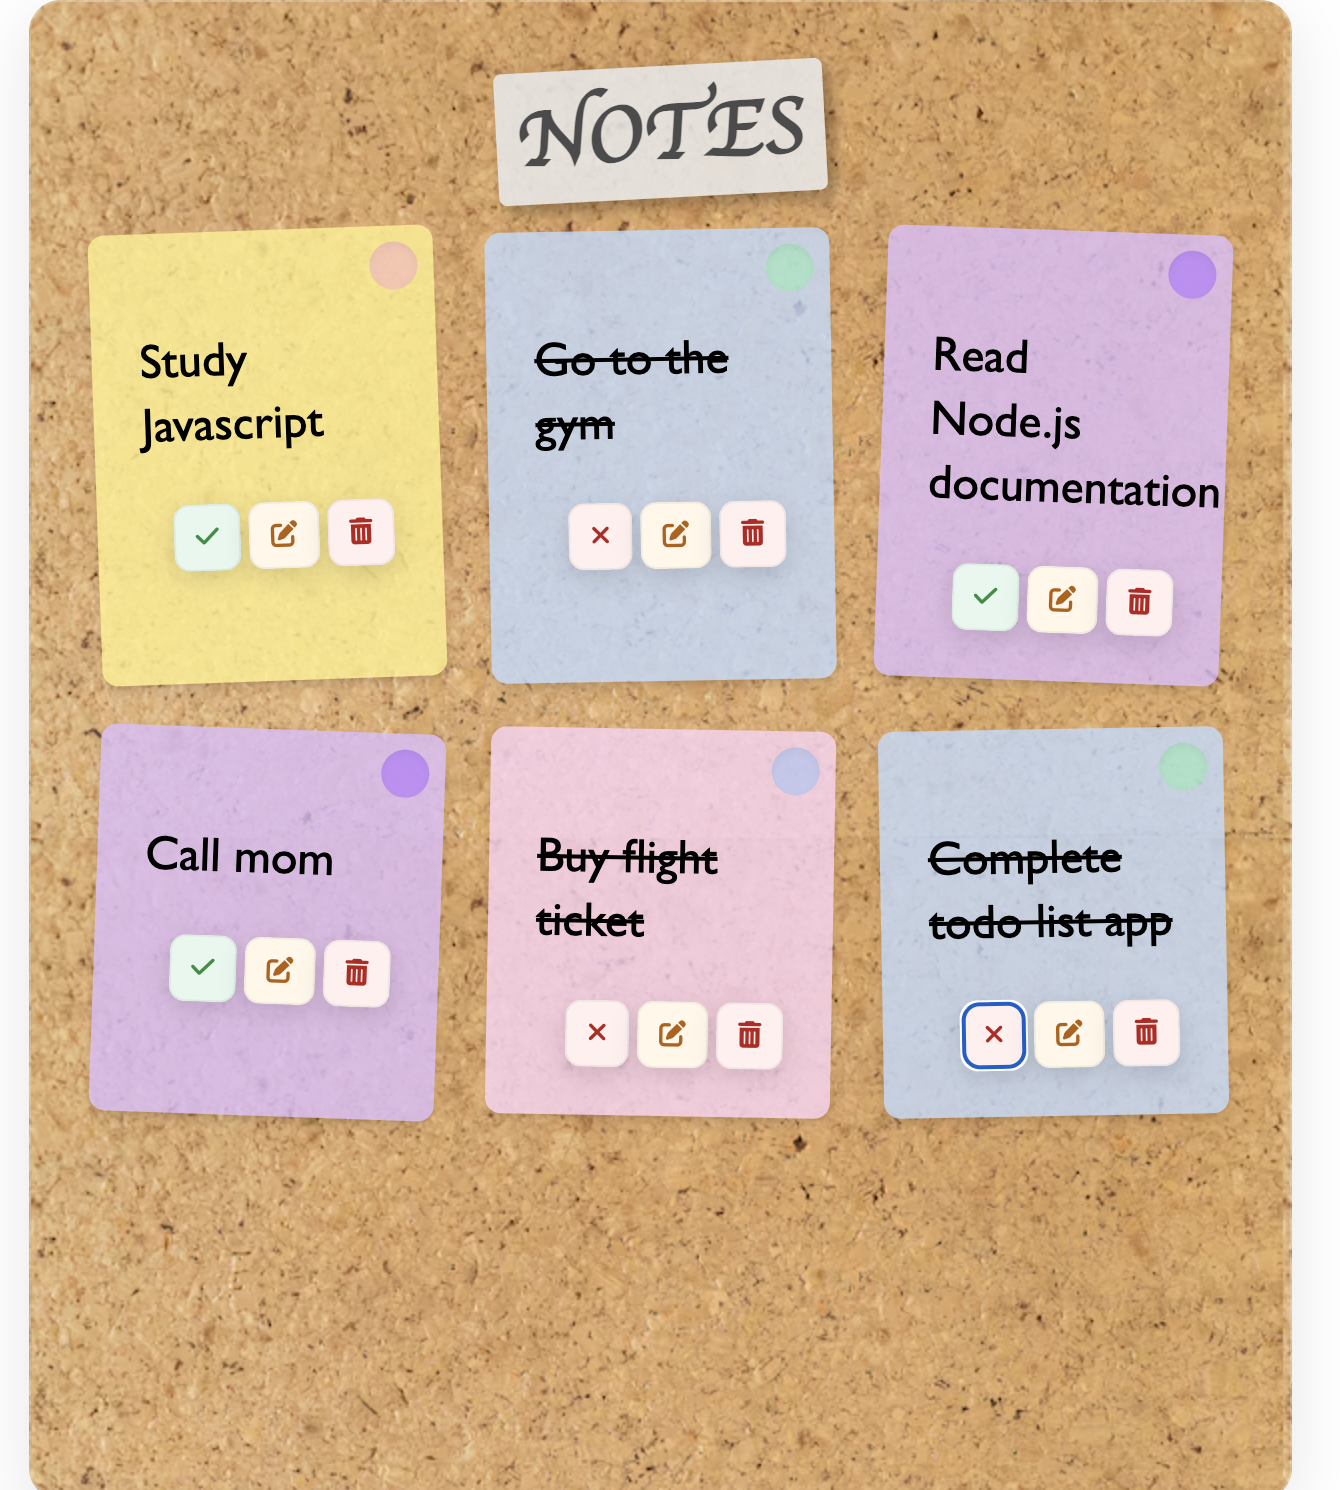 NOTES
Study
Javascript
Go to the
gym
Read
Node.js
documentation
Call mom
Buy flight
ticket
Complete
todo list app